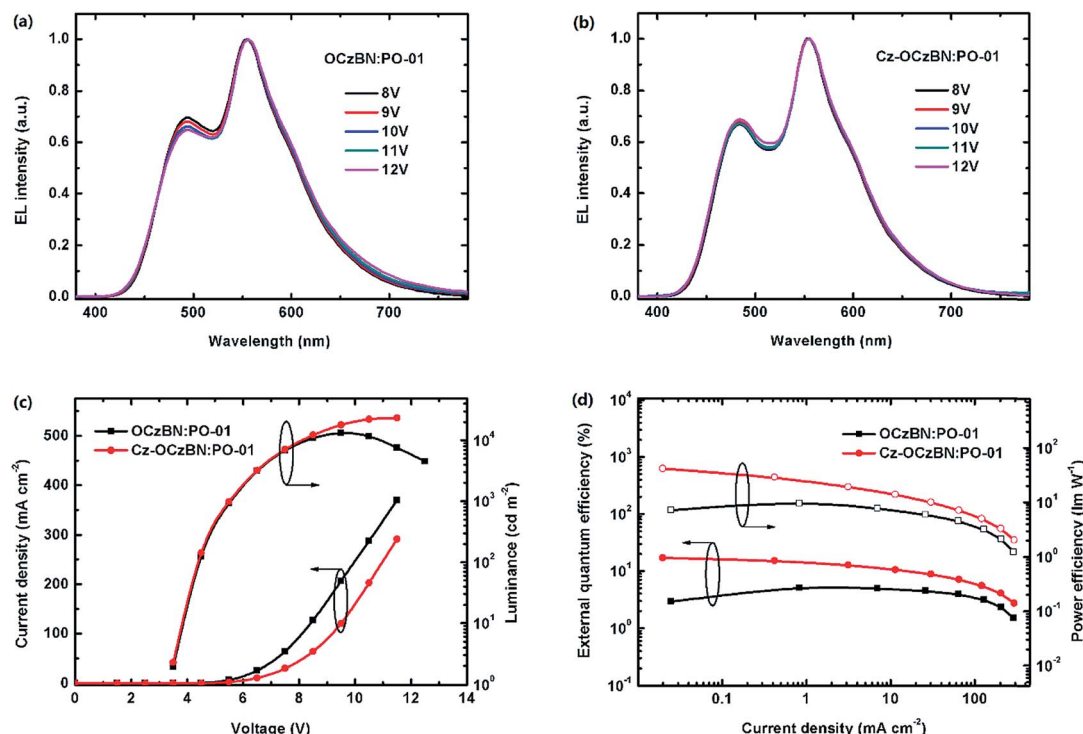 (a)
OCzBN:PO-01
8V
9V
10V
11V
12V
EL intensity (a.u.)
1.0
0.8
0.6
0.4
0.2
0.0
400 500 600 700
Wavelength (nm)
(b)
Cz-OCzBN:PO-01
8V
9V
10V
11V
12V
EL intensity (a.u.)
1.0
0.8
0.6
0.4
0.2
0.0
400 500 600 700
Wavelength (nm)
(c)
OCzBN:PO-01
Cz-OCzBN:PO-01
Current density (mA cm⁻²)
500
450
400
350
300
250
200
150
100
50
0
Luminance (cd m⁻²)
10⁴
10³
10²
10¹
10⁰
0 2 4 6 8 10 12 14
Voltage (V)
(d)
OCzBN:PO-01
Cz-OCzBN:PO-01
External quantum efficiency (%)
10⁴
10³
10²
10¹
10⁰
10⁻¹
Power efficiency (lm W⁻¹)
10²
10¹
10⁰
10⁻¹
10⁻²
0.1 1 10 100
Current density (mA cm⁻²)